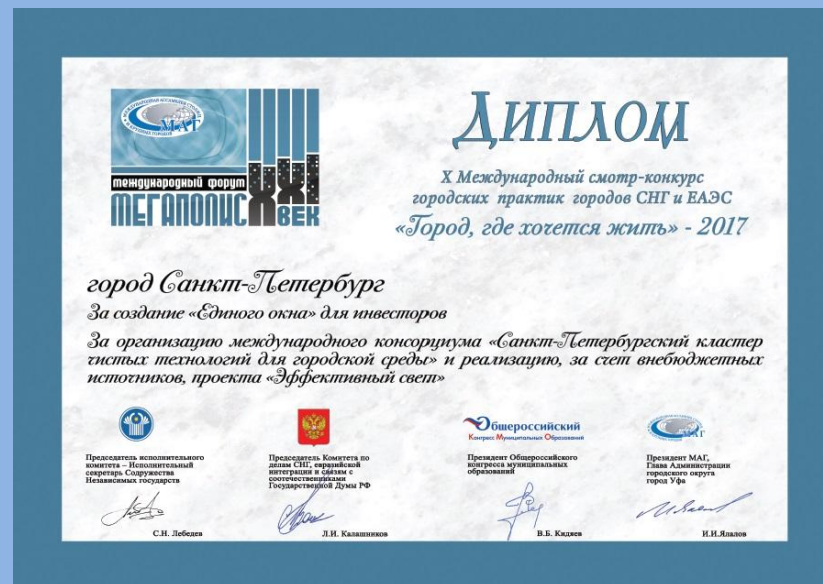 МАГ
международный форум
МЕГАПОЛИС XXI ВЕК
ДИПЛОМ
X Международный смотр-конкурс
городских практик городов СНГ и ЕАЭС
«Город, где хочется жить» - 2017
город Санкт-Петербург
За создание «Единого окна» для инвесторов
За организацию международного консорциума «Санкт-Петербургский кластер
чистых технологий для городской среды» и реализацию, за счет внебюджетных
источников, проекта «Эффективный свет»
Председатель исполнительного
комитета – Исполнительный
секретарь Содружества
Независимых государств
С.Н. Лебедев
Председатель Комитета по
делам СНГ, евразийской
интеграции и связям с
соотечественниками
Государственной Думы РФ
Л.И. Калашников
Общероссийский
Конгресс Муниципальных Образований
Президент Общероссийского
конгресса муниципальных
образований
В.Б. Кидяев
МАГ
Президент МАГ,
Глава Администрации
городского округа
город Уфа
И.И.Ялалов